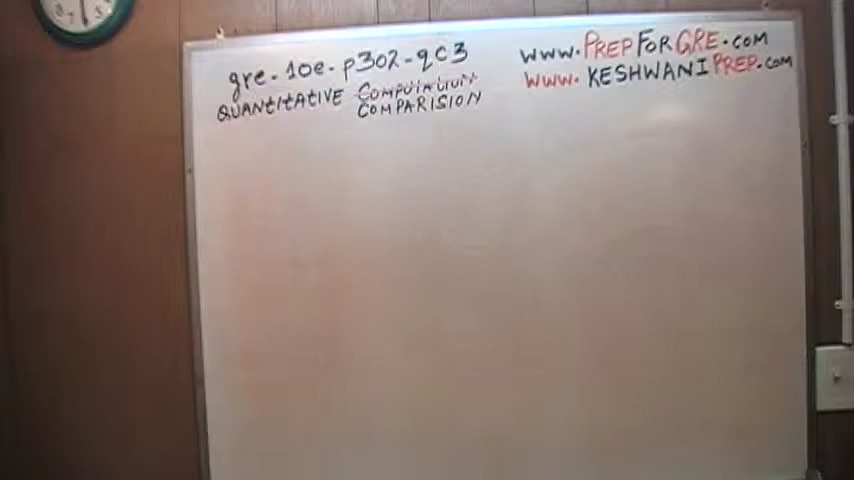 gre-10e-p302-qc3
QUANTITATIVE COMPUTATION
COMPARISION
www.PREPFORGRE.com
www.KESHWANIPREP.com